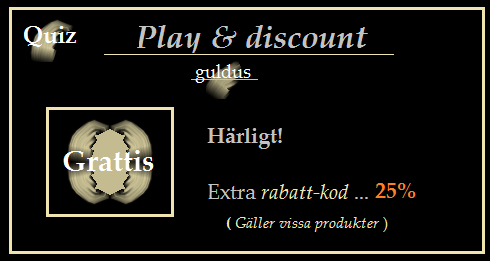 Quiz
Play & discount
guldus
Grattis
Härligt!
Extra rabatt-kod ... 25%
( Gäller vissa produkter )